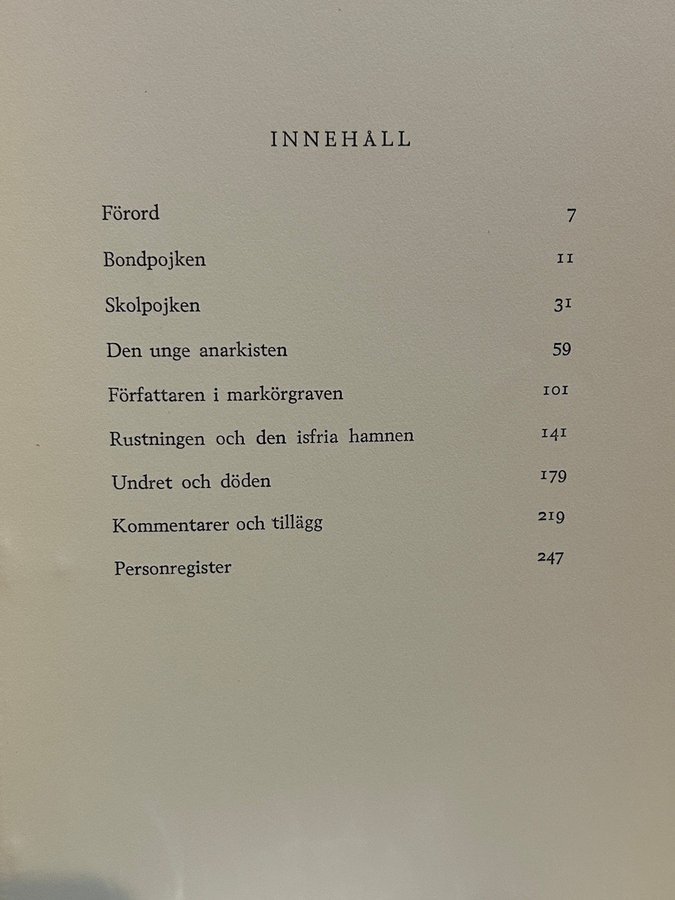 INNEHÅLL
Förord 7
Bondpojken 11
Skolpojken 31
Den unge anarkisten 59
Författaren i markörgraven 101
Rustningen och den isfria hamnen 141
Undret och döden 179
Kommentarer och tillägg 219
Personregister 247